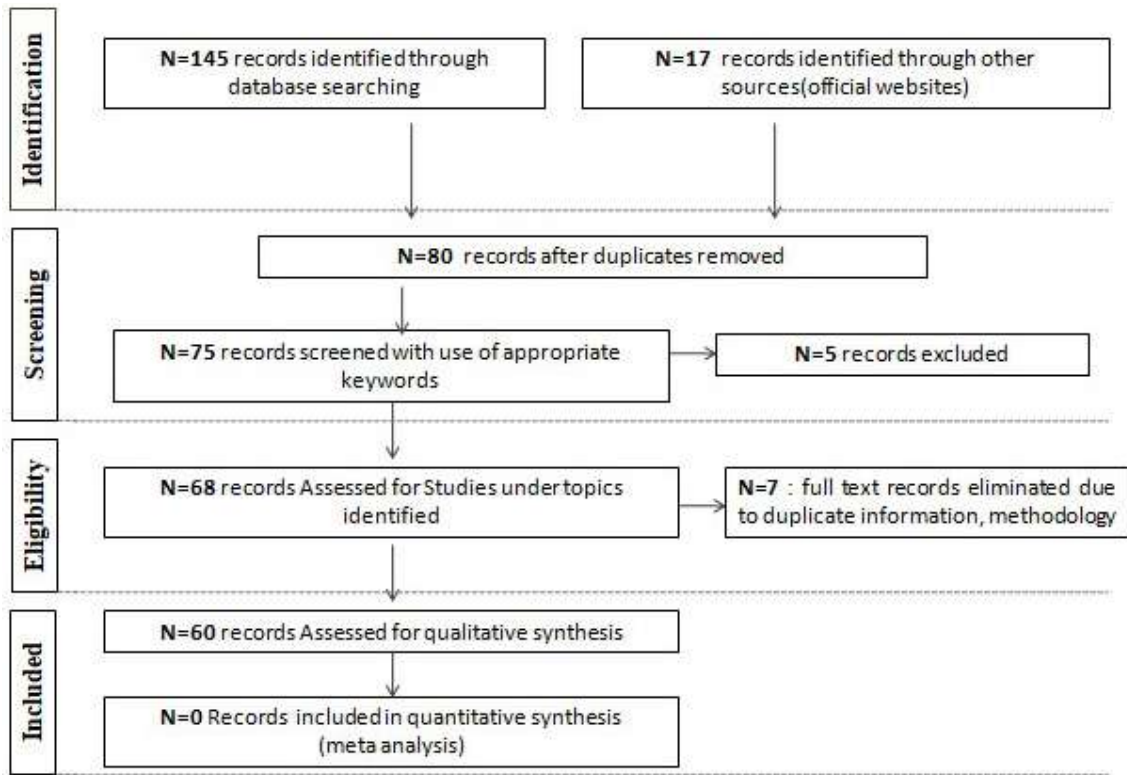 Identification
N=145 records identified through
database searching
N=17 records identified through other
sources(official websites)
Screening
N=80 records after duplicates removed
N=75 records screened with use of appropriate
keywords
N=5 records excluded
Eligibility
N=68 records Assessed for Studies under topics
identified
N=7 : full text records eliminated due
to duplicate information, methodology
Included
N=60 records Assessed for qualitative synthesis
N=0 Records included in quantitative synthesis
(meta analysis)